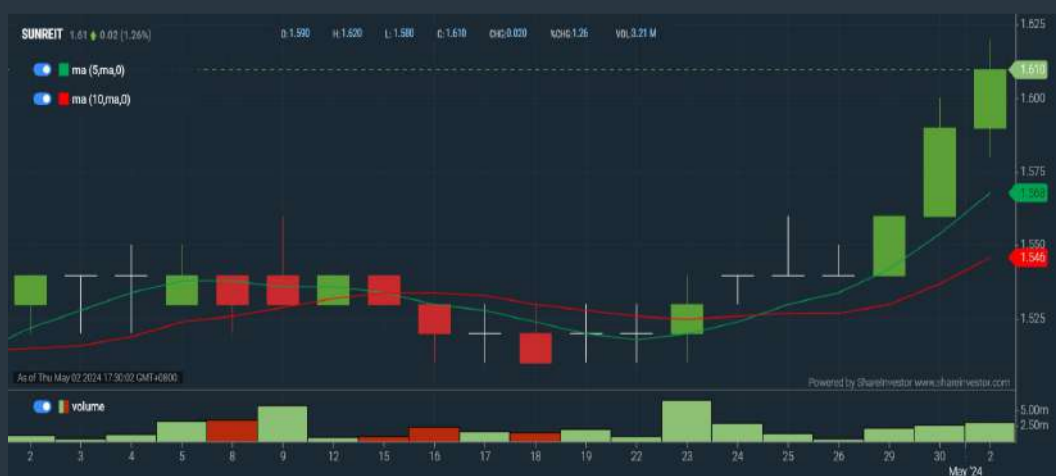 SUNREIT 1.61 0.02 (1.26%) O:1.590 H:1.620 L:1.580 C:1.610 CHG:0.020 %CHG:1.26 VOL:3.21 M
ma (5,ma,0)
ma (10,ma,0)
1.625
1.610
1.600
1.575
1.568
1.550
1.546
1.525
As of Thu May 02 2024 17:30:02 GMT+0800
Powered by ShareInvestor www.shareinvestor.com
volume
5.00m
2.50m
2 3 4 5 8 9 12 15 16 17 18 19 22 23 24 25 26 29 30 2
May '24